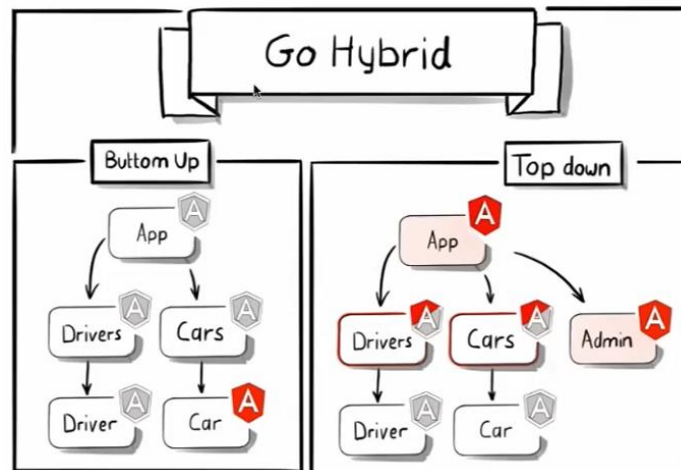 Go Hybrid
Buttom Up
App
Drivers
Cars
Driver
Car
Top down
App
Drivers
Cars
Admin
Driver
Car